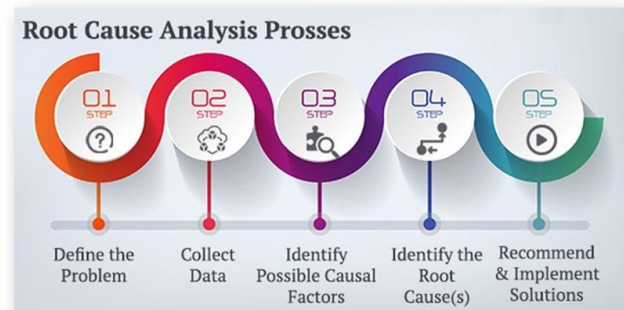 Root Cause Analysis Prosses
01
STEP
02
STEP
03
STEP
04
STEP
05
STEP
Define the
Problem
Collect
Data
Identify
Possible Causal
Factors
Identify the
Root
Cause(s)
Recommend
& Implement
Solutions